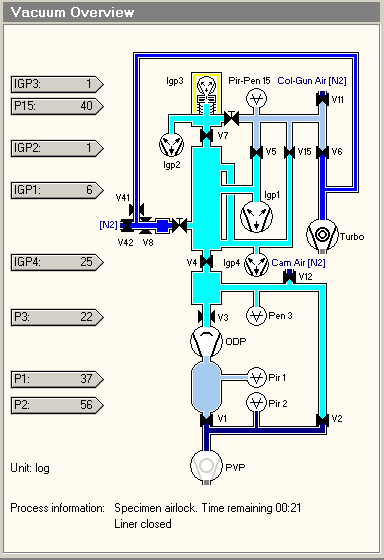 Vacuum Overview
Igp3
Pir-Pen 15
Col-Gun Air [N2]
IGP3: 1
P15: 40
V11
V7
IGP2: 1
Igp2
V5
V15
V6
IGP1: 6
V41
Igp1
[N2]
V42
V8
Turbo
IGP4: 25
V4
Igp4
Cam Air [N2]
V12
P3: 22
V3
Pen 3
ODP
P1: 37
Pir 1
P2: 56
Pir 2
V1
V2
Unit: log
PVP
Process information: Specimen airlock. Time remaining 00:21
Liner closed